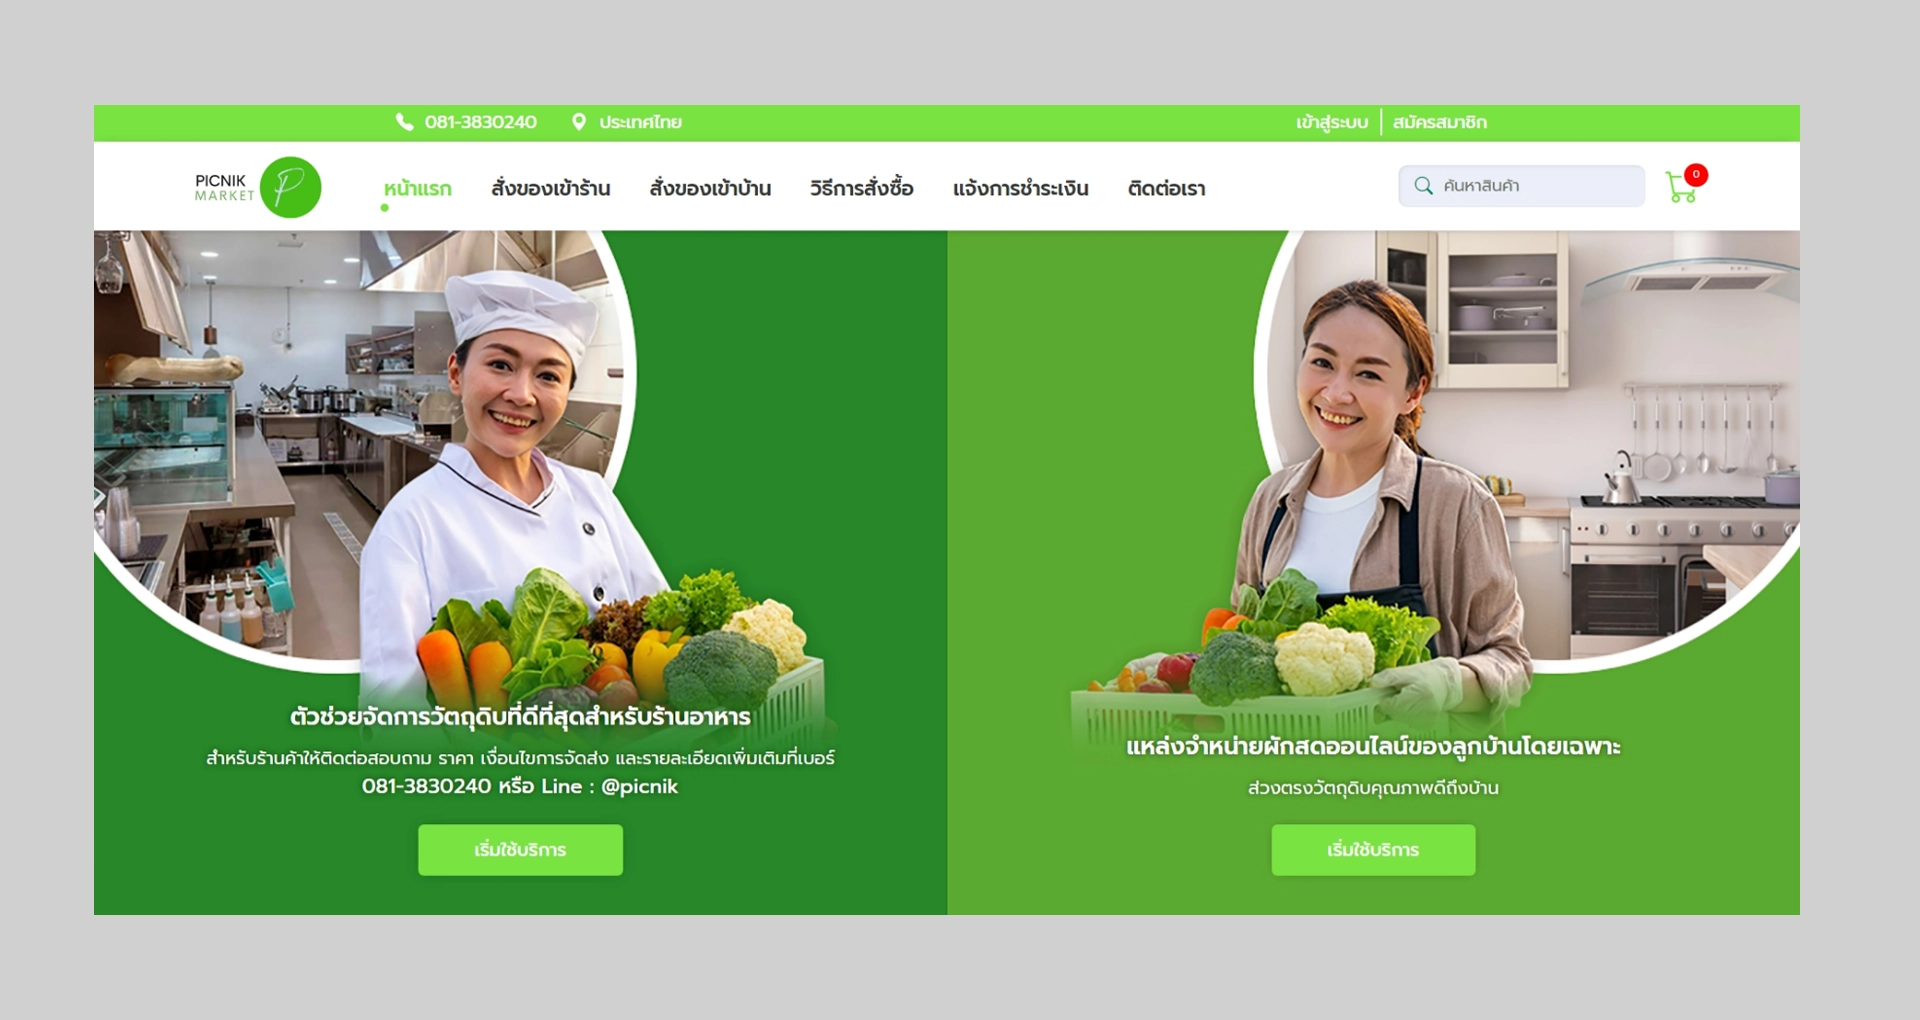 081-3830240 ประเทศไทย เข้าสู่ระบบ สมัครสมาชิก
PICNIK
MARKET
หน้าแรก สั่งของเข้าร้าน สั่งของเข้าบ้าน วิธีการสั่งซื้อ แจ้งการชำระเงิน ติดต่อเรา ค้นหาสินค้า 0
ตัวช่วยจัดการวัตถุดิบที่ดีที่สุดสำหรับร้านอาหาร
สำหรับร้านค้าให้ติดต่อสอบถาม ราคา เงื่อนไขการจัดส่ง และรายละเอียดเพิ่มเติมที่เบอร์
081-3830240 หรือ Line : @picnik
เริ่มใช้บริการ
แหล่งจำหน่ายผักสดออนไลน์ของลูกบ้านโดยเฉพาะ
ส่วงตรงวัตถุดิบคุณภาพดีถึงบ้าน
เริ่มใช้บริการ